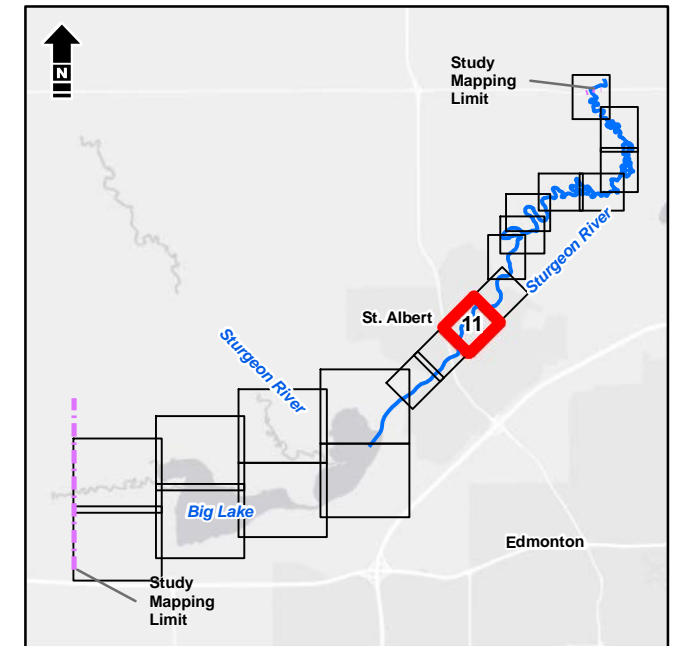 N
Study
Mapping
Limit
Sturgeon River
St. Albert
11
Sturgeon River
Big Lake
Edmonton
Study
Mapping
Limit